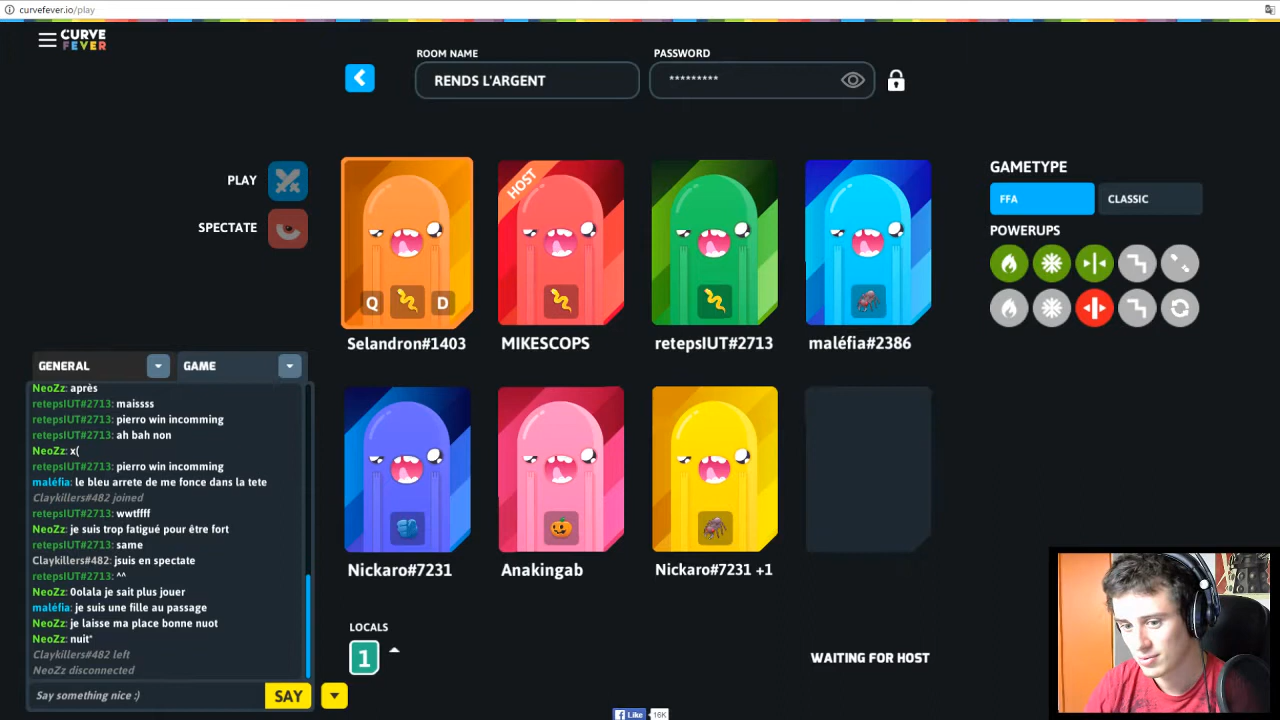 curvefever.io/play
CURVE
FEVER
ROOM NAME
PASSWORD
RENDS L'ARGENT
*********
PLAY
SPECTATE
HOST
Q
D
Selandron#1403
MIKESCOPS
retepsIUT#2713
maléfia#2386
GAMETYPE
FFA
CLASSIC
POWERUPS
GENERAL
GAME
NeoZz: après
retepsIUT#2713: maissss
retepsIUT#2713: pierro win incomming
retepsIUT#2713: ah bah non
NeoZz: x(
retepsIUT#2713: pierro win incomming
maléfia: le bleu arrete de me fonce dans la tete
Claykillers#482 joined
retepsIUT#2713: wwtffff
NeoZz: je suis trop fatigué pour être fort
retepsIUT#2713: same
Claykillers#482: jsuis en spectate
retepsIUT#2713: ^^
NeoZz: Oolala je sait plus jouer
maléfia: je suis une fille au passage
NeoZz: je laisse ma place bonne nuot
NeoZz: nuit*
Claykillers#482 left
NeoZz disconnected
Say something nice :)
SAY
Nickaro#7231
Anakingab
Nickaro#7231 +1
LOCALS
1
WAITING FOR HOST
Like
16K